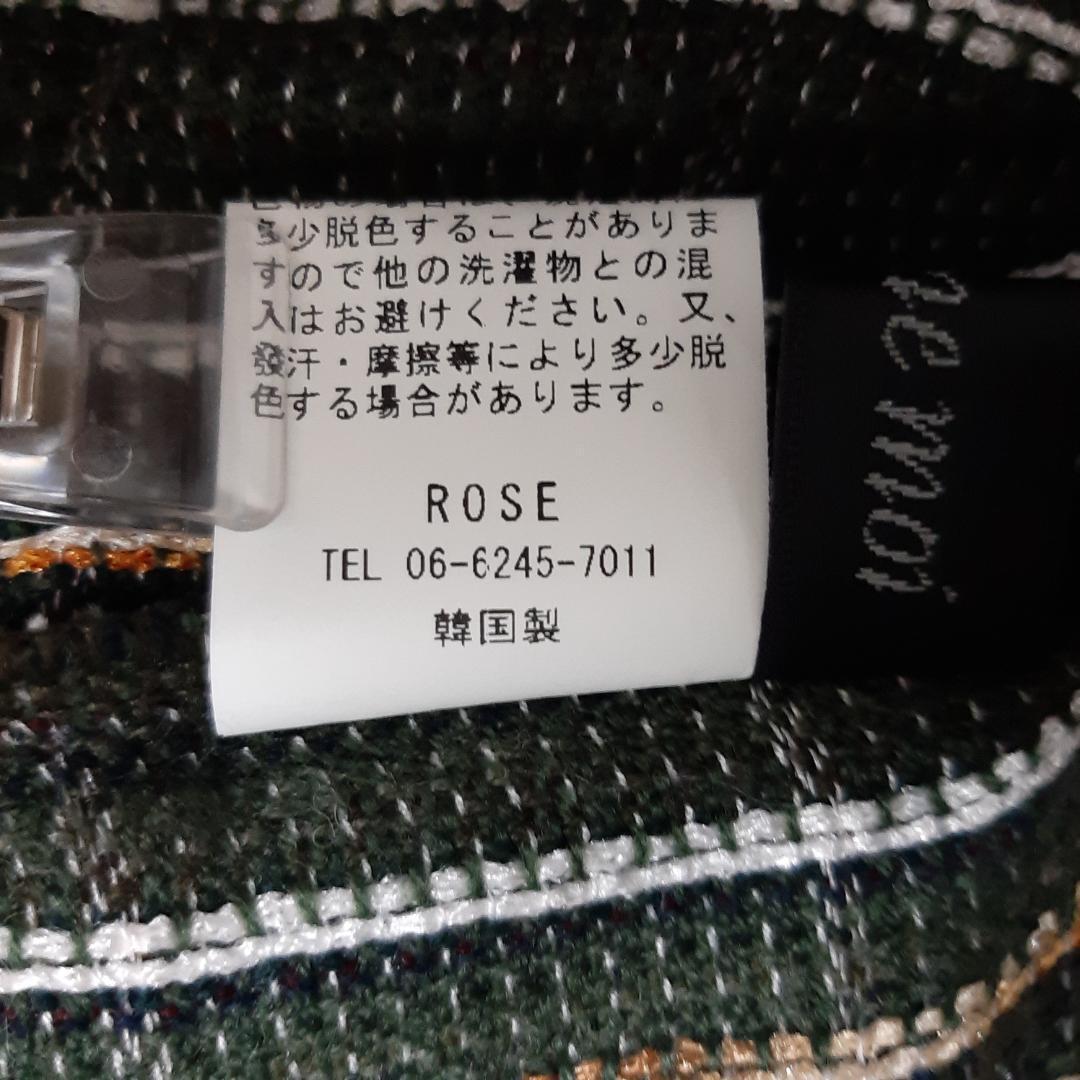 多少脱色することがありま
すので他の洗濯物との混
入はお避けください。又、
發汗・摩擦等により多少脱
色する場合があります。
ROSE
TEL 06-6245-7011
韓国製